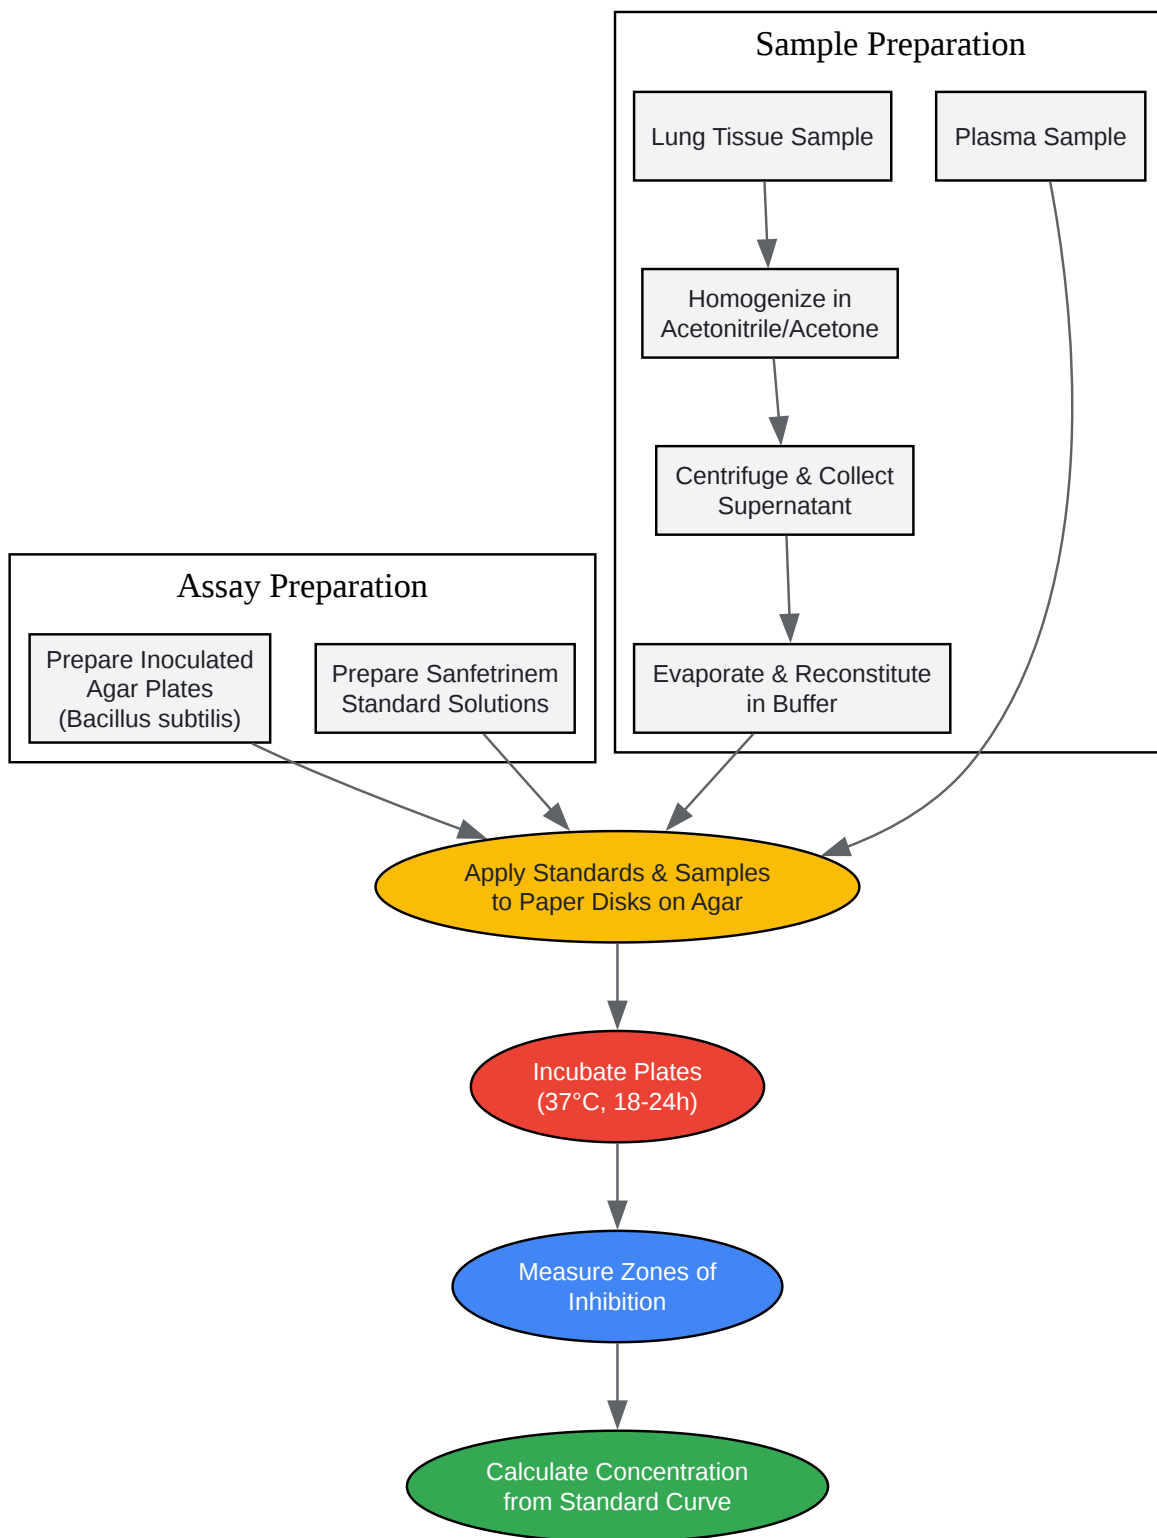 Sample Preparation
Lung Tissue Sample
Plasma Sample
Homogenize in
Acetonitrile/Acetone
Centrifuge & Collect
Supernatant
Evaporate & Reconstitute
in Buffer
Assay Preparation
Prepare Inoculated
Agar Plates
(Bacillus subtilis)
Prepare Sanfetrinem
Standard Solutions
Apply Standards & Samples
to Paper Disks on Agar
Incubate Plates
(37°C, 18-24h)
Measure Zones of
Inhibition
Calculate Concentration
from Standard Curve